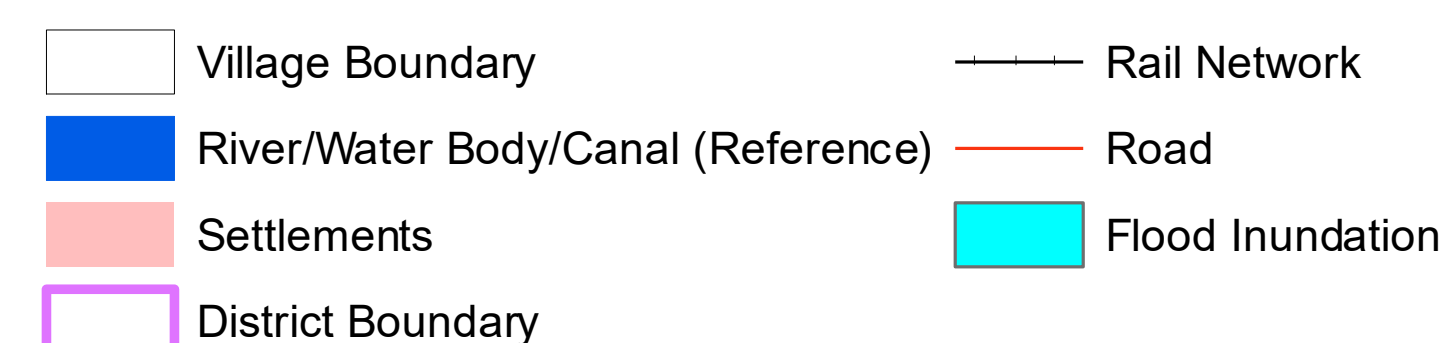 Village Boundary
River/Water Body/Canal (Reference)
Settlements
District Boundary
Rail Network
Road
Flood Inundation